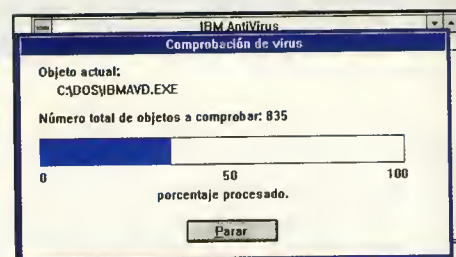 IBM AntiVirus
Comprobación de virus
Objeto actual:
C:\DOS\IBMAVD.EXE
Número total de objetos a comprobar: 835
0 50 100
porcentaje procesado.
Parar